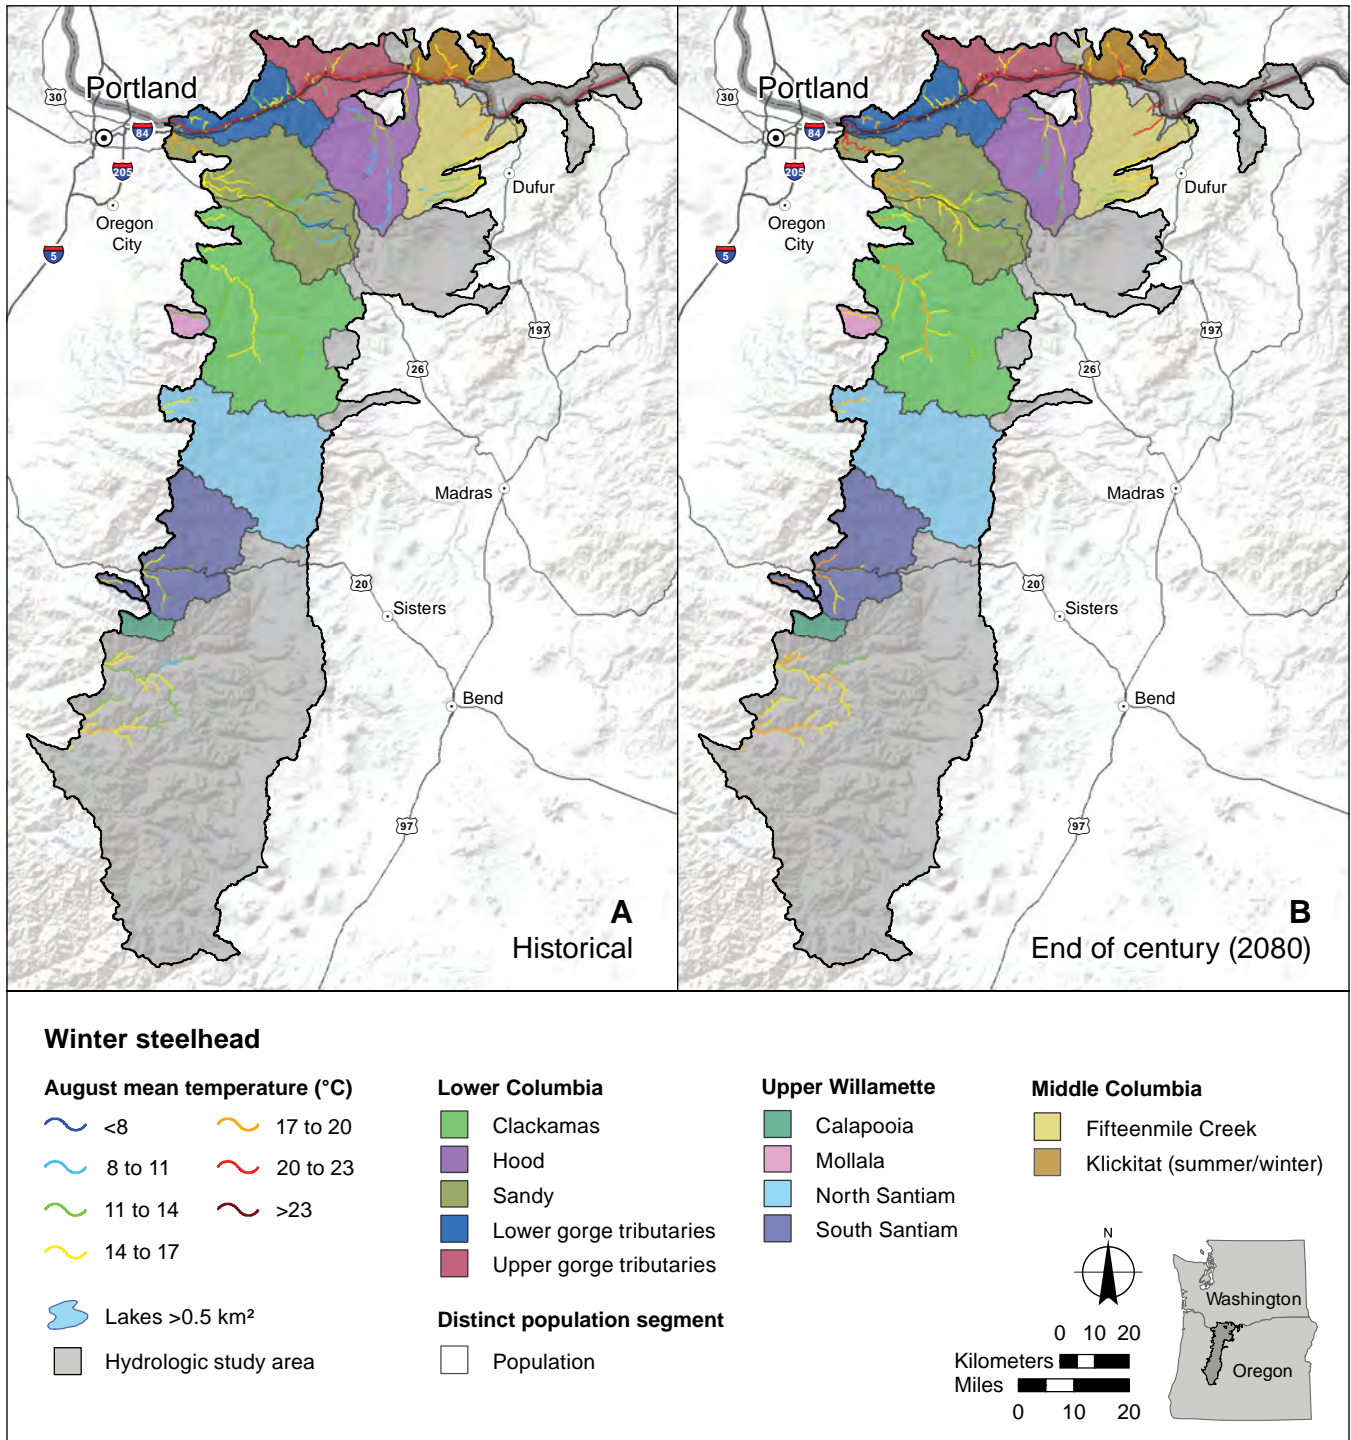 Portland
30
84
205
Oregon
City
5
Dufur
197
26
Madras
20
Sisters
Bend
97
A
Historical
Portland
30
84
205
Oregon
City
5
Dufur
197
26
Madras
20
Sisters
Bend
97
B
End of century (2080)
Winter steelhead
August mean temperature (°C)
<8
8 to 11
11 to 14
14 to 17
17 to 20
20 to 23
>23
Lakes >0.5 km²
Hydrologic study area
Lower Columbia
Clackamas
Hood
Sandy
Lower gorge tributaries
Upper gorge tributaries
Distinct population segment
Population
Upper Willamette
Calapooia
Mollala
North Santiam
South Santiam
Middle Columbia
Fifteenmile Creek
Klickitat (summer/winter)
N
0 10 20
Kilometers
Miles
0 10 20
Washington
Oregon